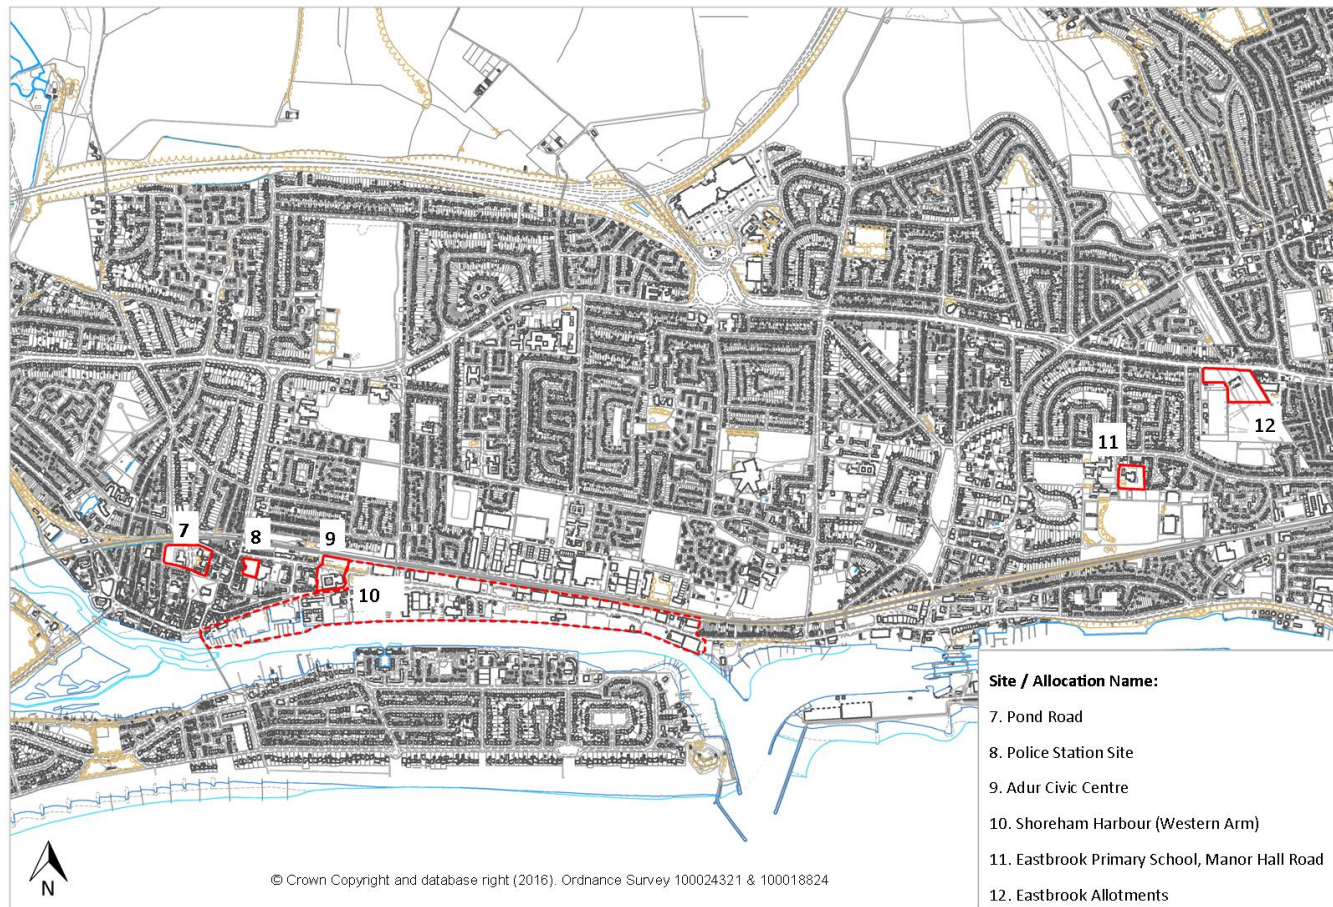 12
11
7
8
9
10
Site / Allocation Name:
7. Pond Road
8. Police Station Site
9. Adur Civic Centre
10. Shoreham Harbour (Western Arm)
11. Eastbrook Primary School, Manor Hall Road
12. Eastbrook Allotments
N
© Crown Copyright and database right (2016). Ordnance Survey 100024321 & 100018824